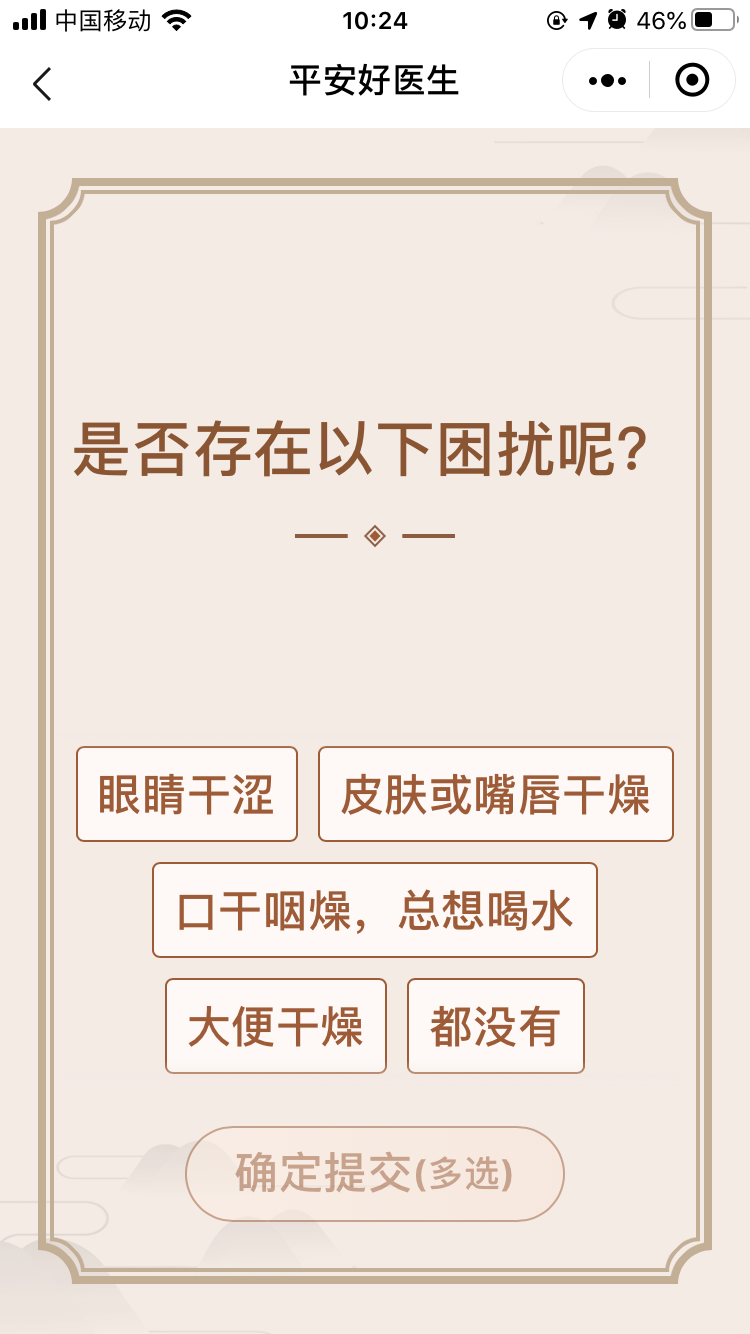 中国移动 10:24 46%
平安好医生
是否存在以下困扰呢?
眼睛干涩 皮肤或嘴唇干燥
口干咽燥，总想喝水
大便干燥 都没有
确定提交(多选)